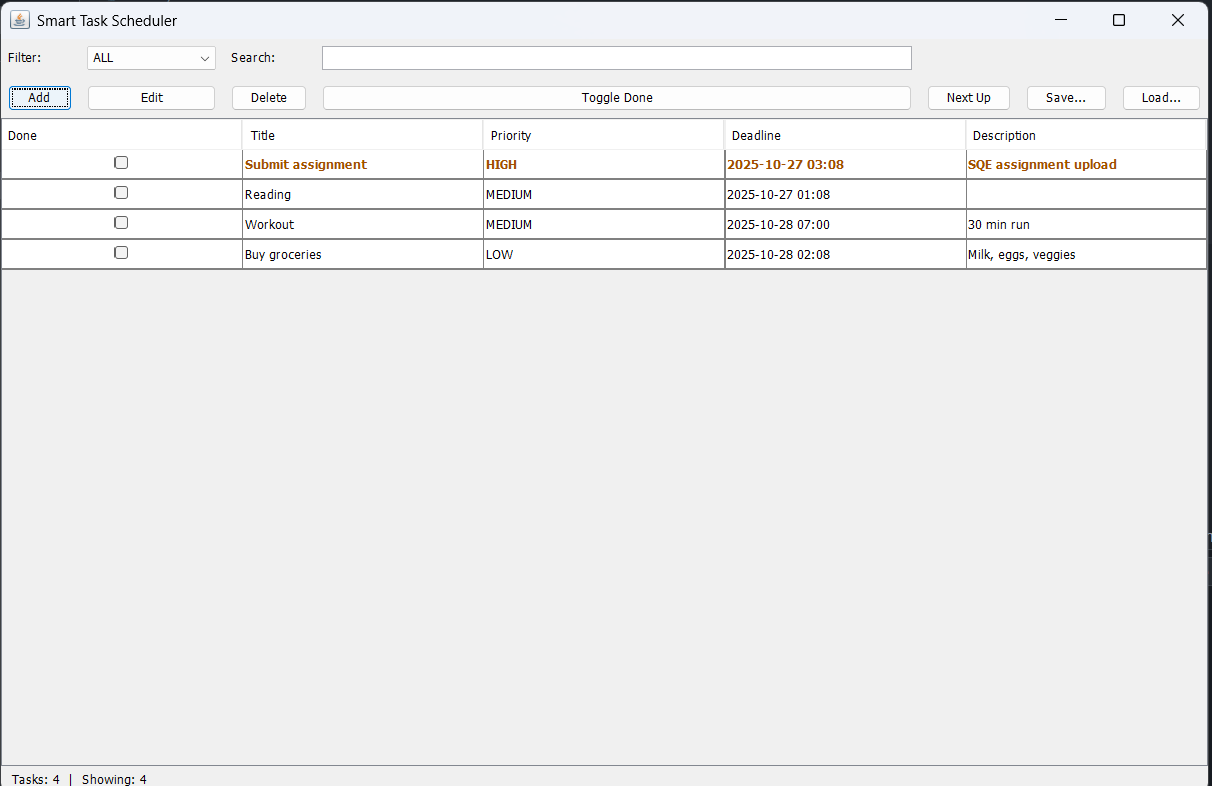 Smart Task Scheduler
Filter: ALL Search:
Add Edit Delete Toggle Done Next Up Save... Load...
Done Title Priority Deadline Description
Submit assignment HIGH 2025-10-27 03:08 SQE assignment upload
Reading MEDIUM 2025-10-27 01:08
Workout MEDIUM 2025-10-28 07:00 30 min run
Buy groceries LOW 2025-10-28 02:08 Milk, eggs, veggies
Tasks: 4 | Showing: 4